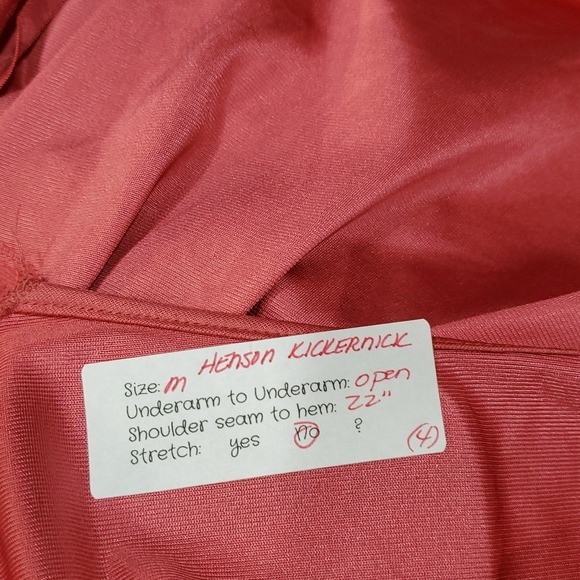 HENSON KICKERNICK
Size: M
Underarm to Underarm: open
Shoulder seam to hem: 22"
Stretch: yes no ?
(4)